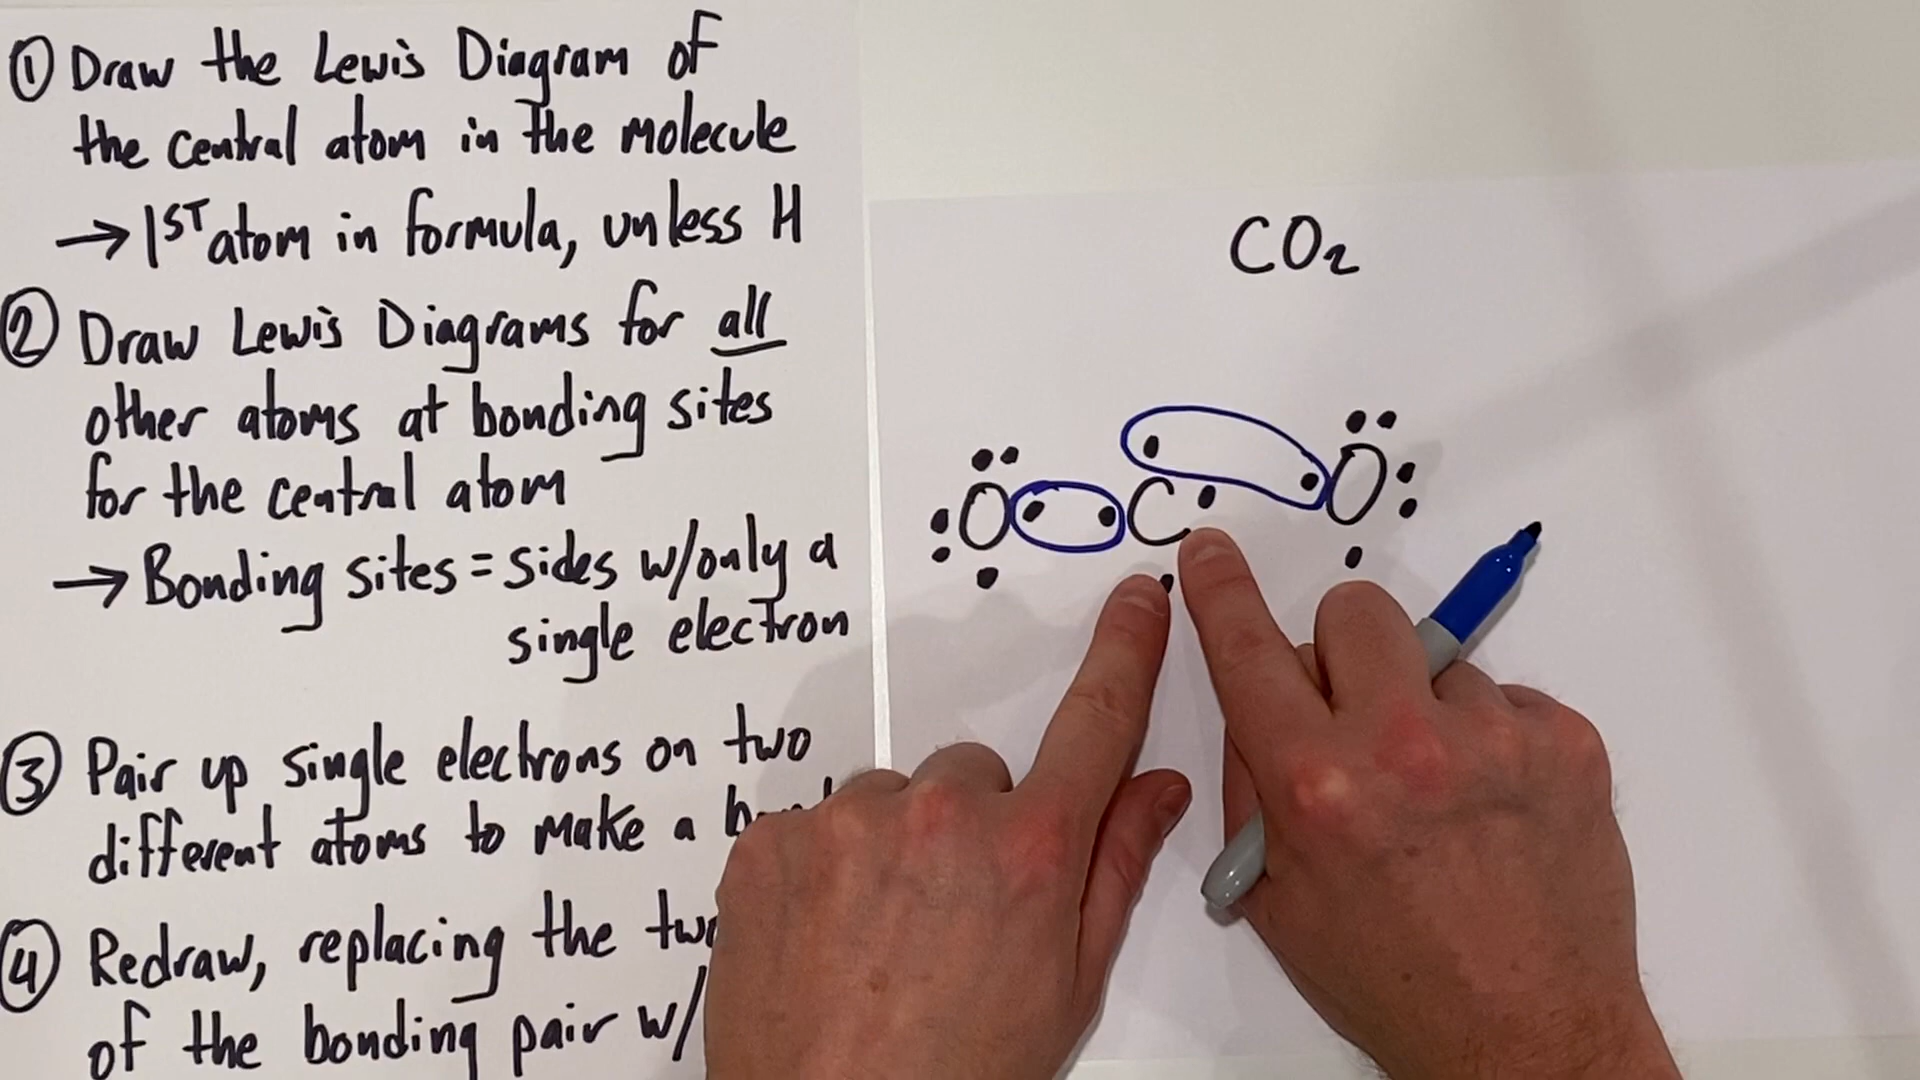 ① Draw the Lewis Diagram of
the central atom in the molecule
→ 1ST atom in formula, unless H
② Draw Lewis Diagrams for all
other atoms at bonding sites
for the central atom
→ Bonding sites = sides w/only a
single electron
③ Pair up single electrons on two
different atoms to make a
④ Redraw, replacing the
of the bonding pair w/
CO₂
O C O